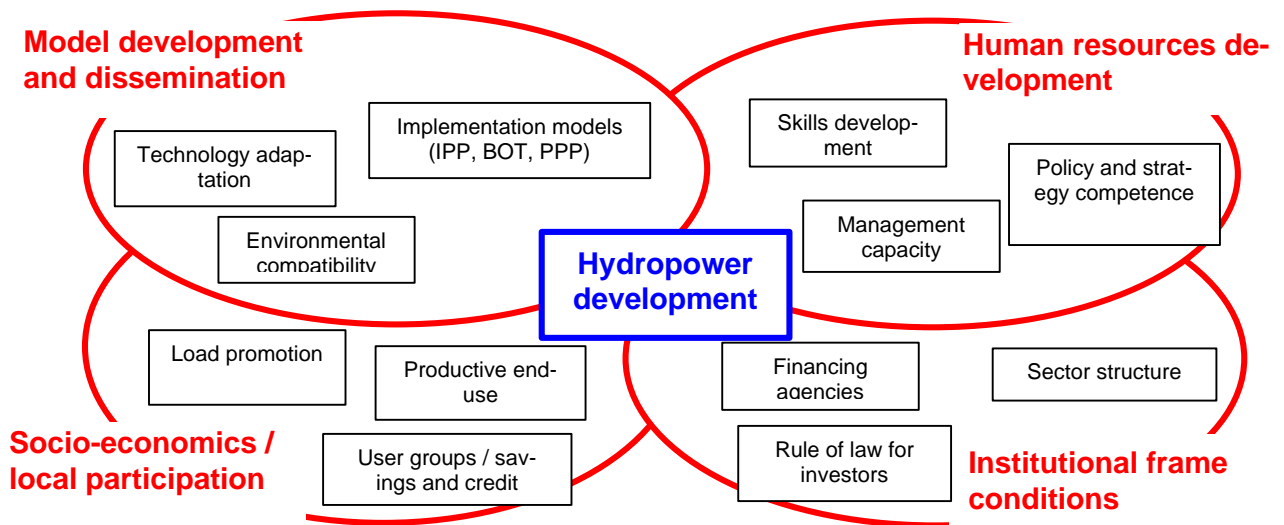 Model development
and dissemination
Implementation models
(IPP, BOT, PPP)
Technology adap-
tation
Environmental
compatibility
Human resources de-
velopment
Skills develop-
ment
Policy and strat-
egy competence
Management
capacity
Hydropower
development
Load promotion
Productive end-
use
User groups / sav-
ings and credit
Socio-economics /
local participation
Financing
agencies
Sector structure
Rule of law for
investors
Institutional frame
conditions